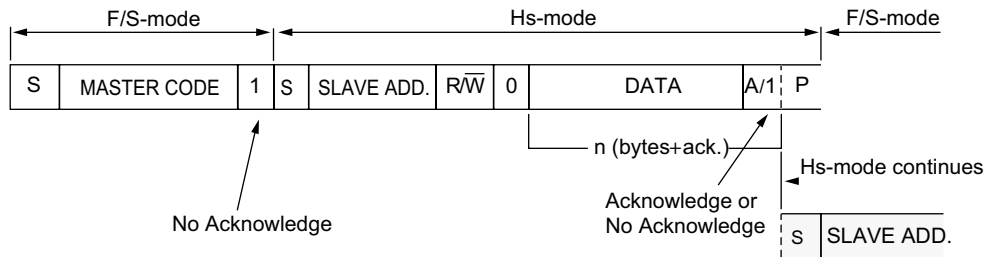 F/S-mode Hs-mode F/S-mode
S MASTER CODE 1 S SLAVE ADD. R/W̅ 0 DATA A/1 P
n (bytes+ack.)
Hs-mode continues
No Acknowledge
Acknowledge or
No Acknowledge
S SLAVE ADD.